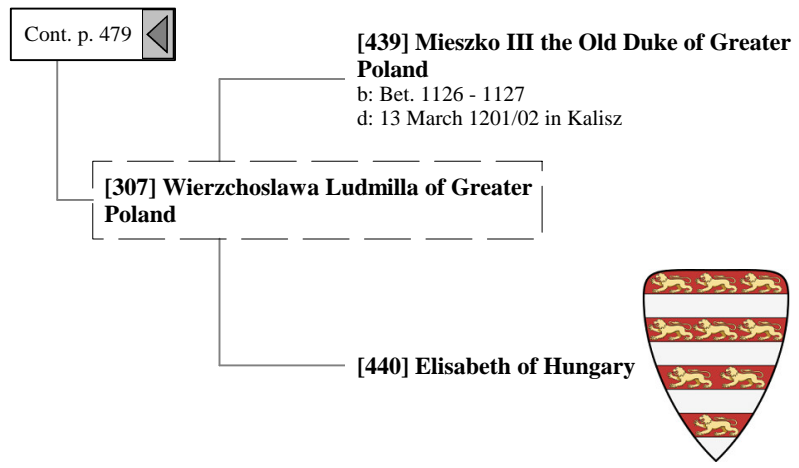 Cont. p. 479
[439] Mieszko III the Old Duke of Greater
Poland
b: Bet. 1126 - 1127
d: 13 March 1201/02 in Kalisz
[307] Wierzchoslawa Ludmilla of Greater
Poland
[440] Elisabeth of Hungary